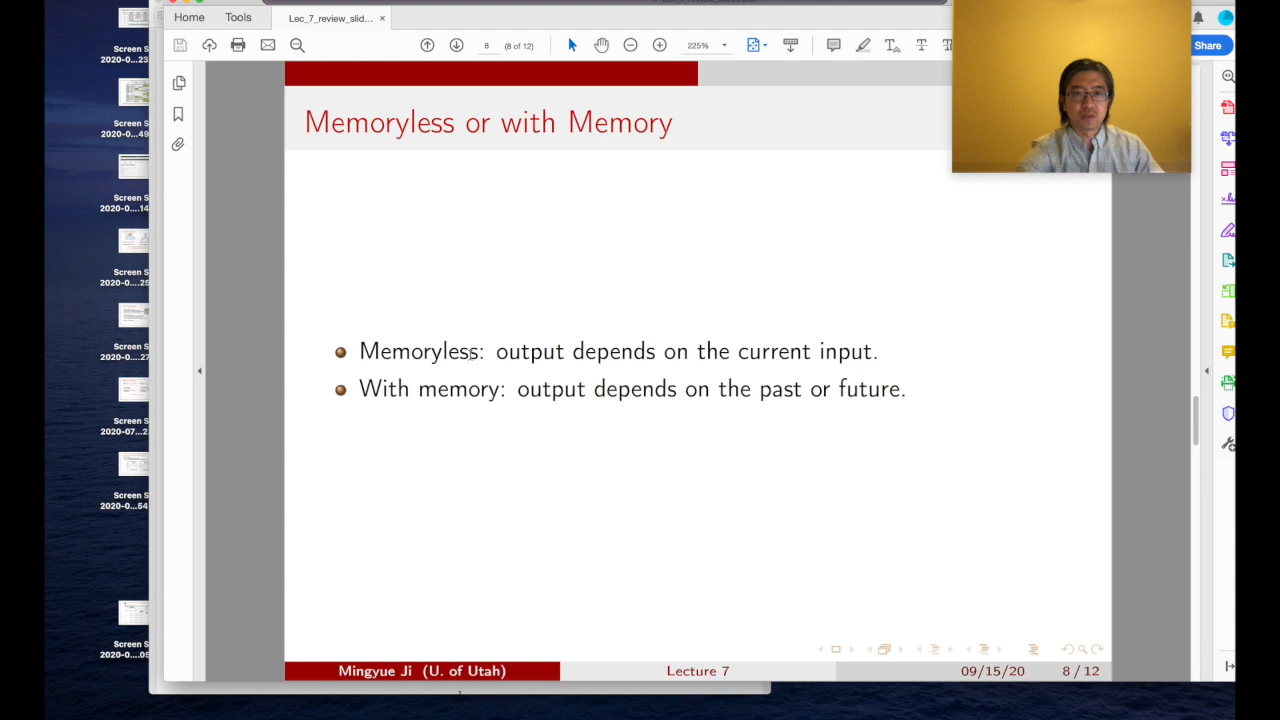 Home
Tools
Lec_7_review_slid...
8
(8 of 12)
225%
Share
Screen S
2020-0...23
Screen S
2020-0...49
Screen S
2020-0....14
Screen S
2020-0....25
Screen S
2020-0...27
Screen S
2020-07...2.
Screen S
2020-0...54
Screen S
2020-0...05
Memoryless or with Memory
Memoryless: output depends on the current input.
With memory: output depends on the past or future.
Mingyue Ji (U. of Utah)
Lecture 7
09/15/20
8 / 12